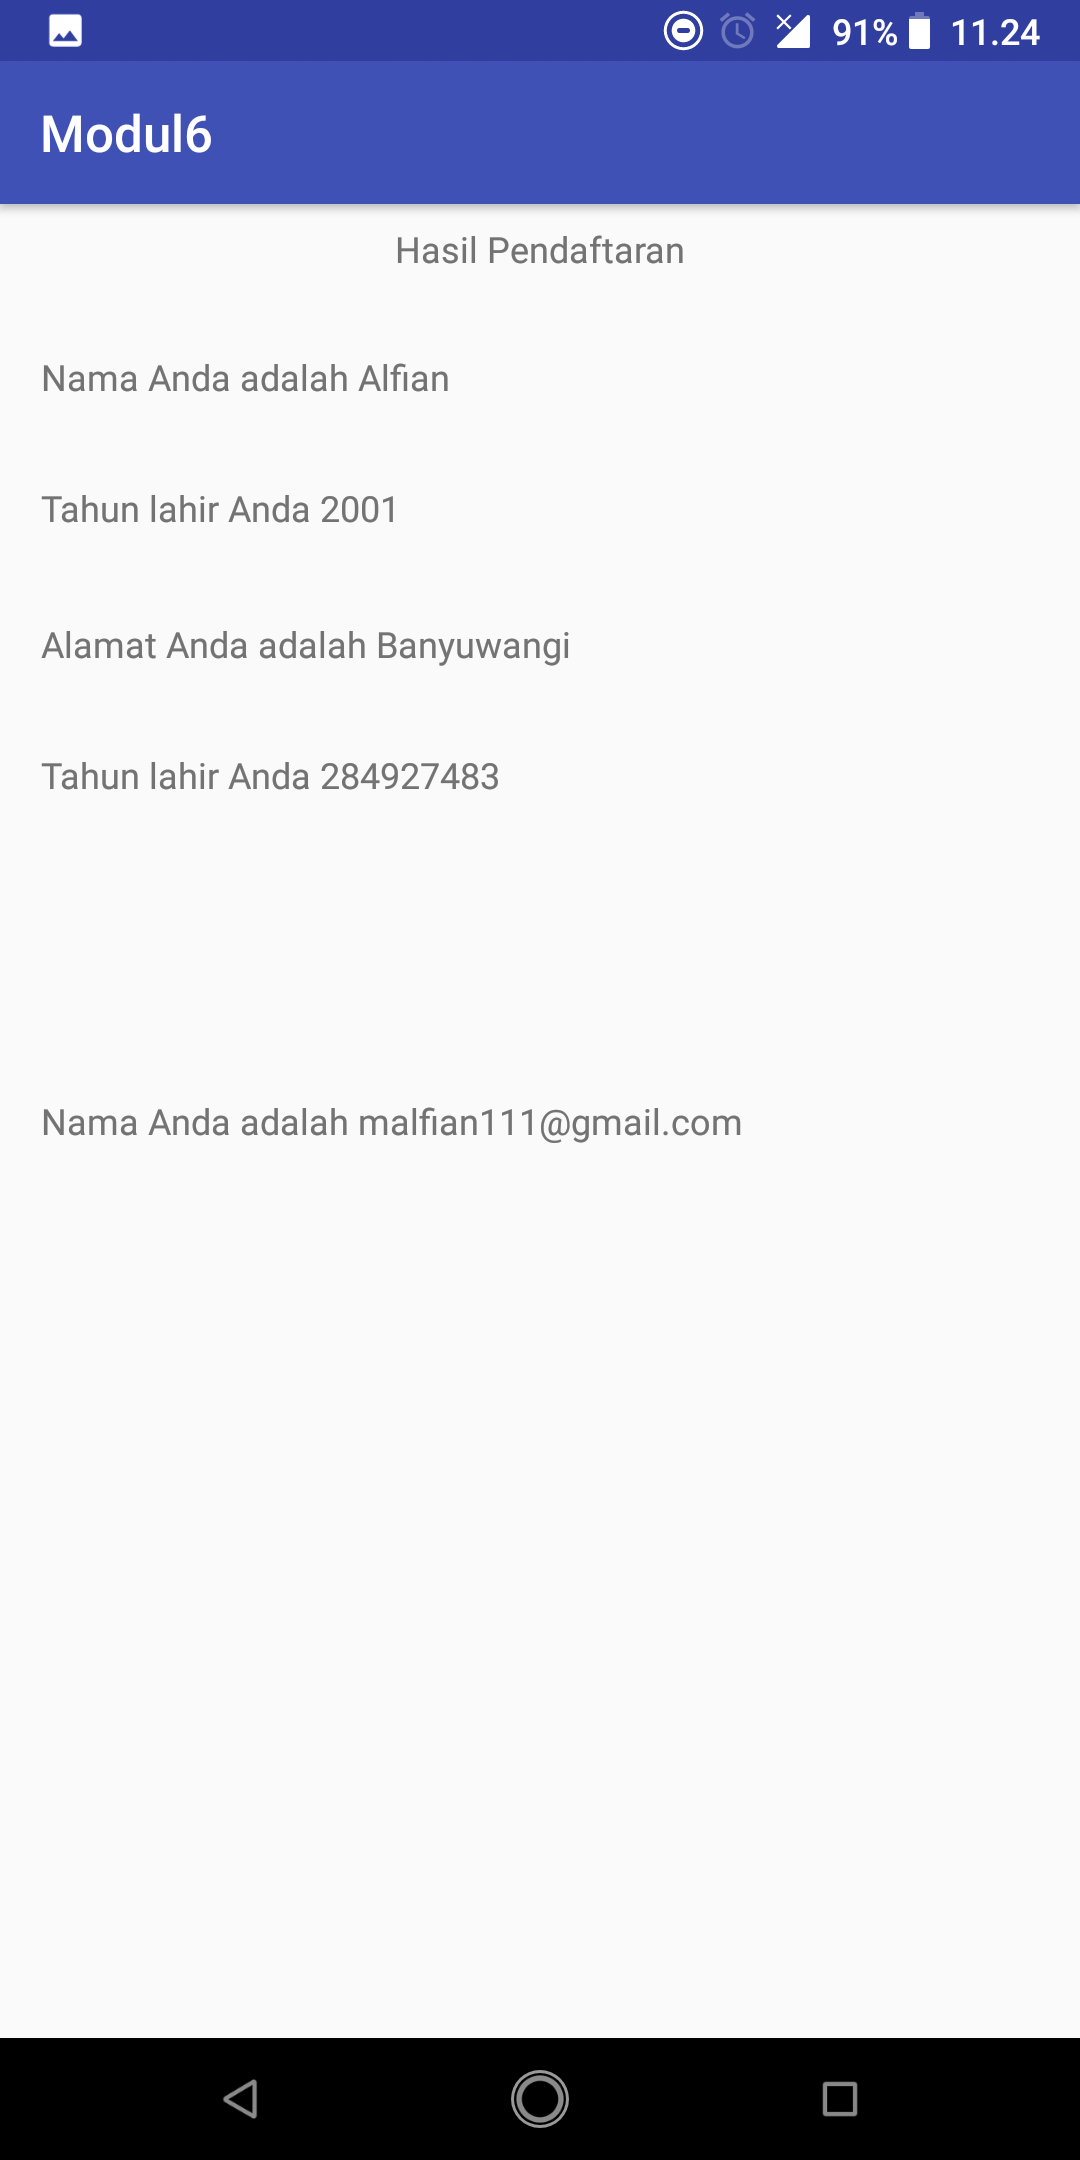 91% 11.24
Modul6
Hasil Pendaftaran
Nama Anda adalah Alfian
Tahun lahir Anda 2001
Alamat Anda adalah Banyuwangi
Tahun lahir Anda 284927483
Nama Anda adalah malfian111@gmail.com